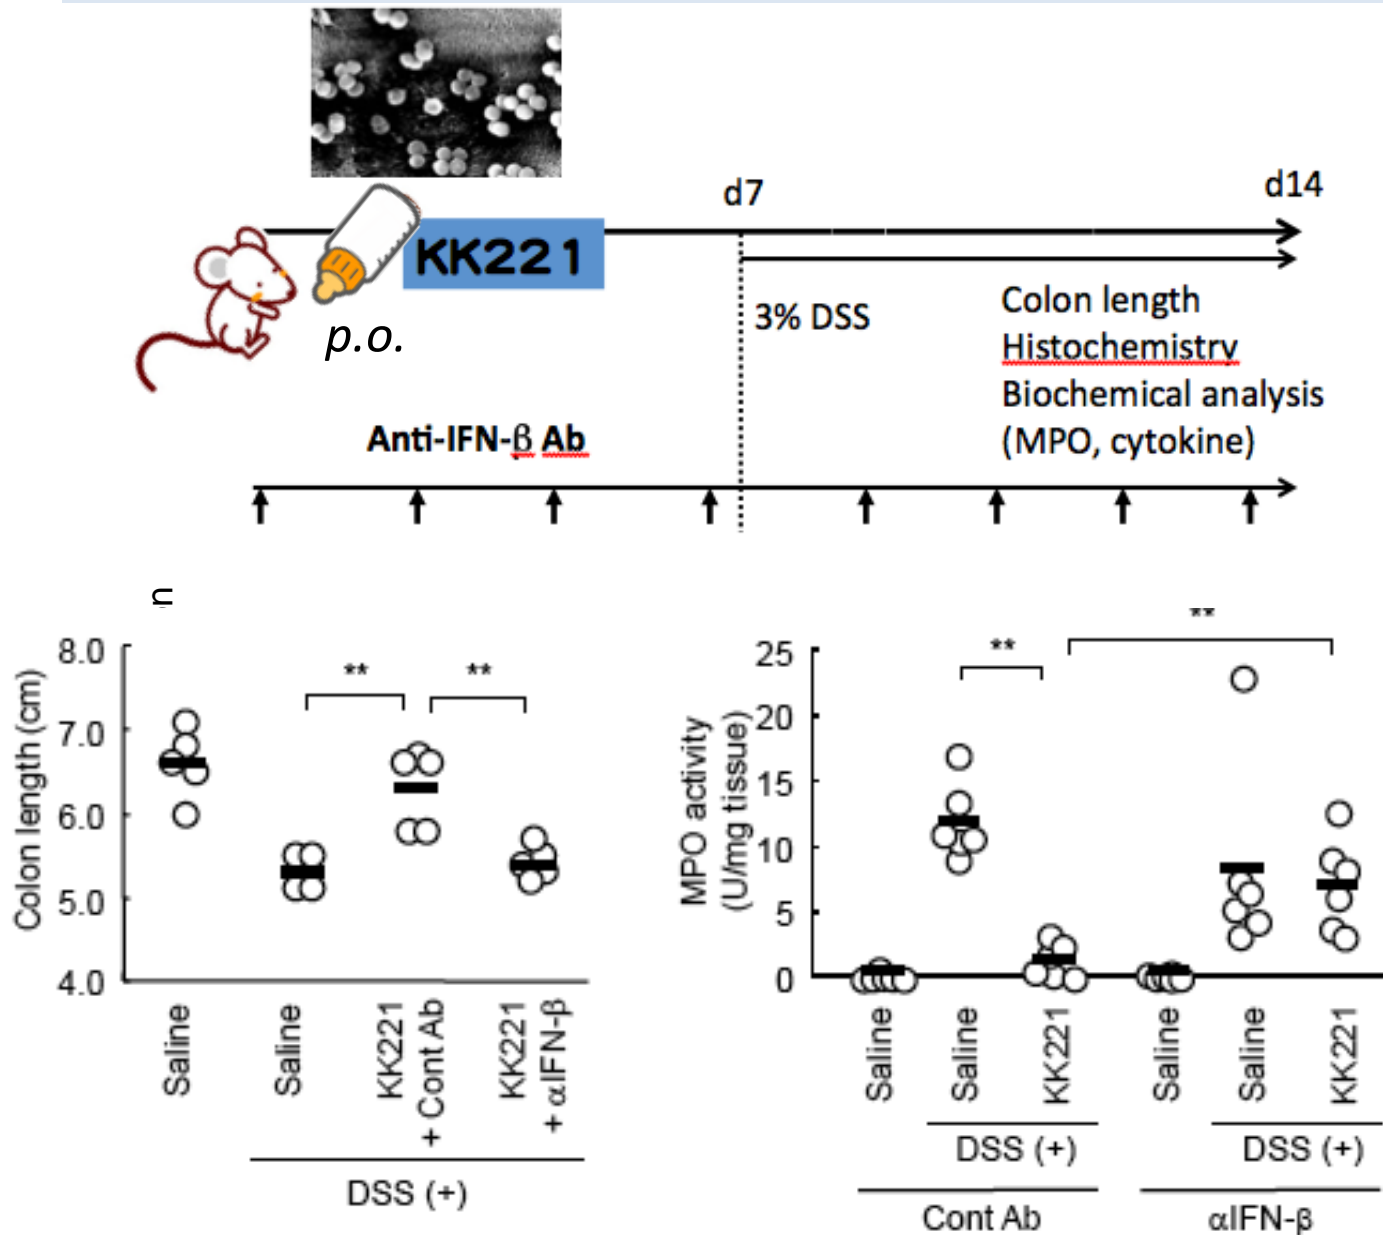 d7
d14
KK221
p.o.
3% DSS
Colon length
Histochemistry
Biochemical analysis
(MPO, cytokine)
Anti-IFN-β Ab
n
Colon length (cm)
8.0
7.0
6.0
5.0
4.0
**
**
Saline
Saline
KK221
+ Cont Ab
KK221
+ αIFN-β
DSS (+)
MPO activity
(U/mg tissue)
25
20
15
10
5
0
**
**
Saline
Saline
KK221
Saline
Saline
KK221
DSS (+)
DSS (+)
Cont Ab
αIFN-β